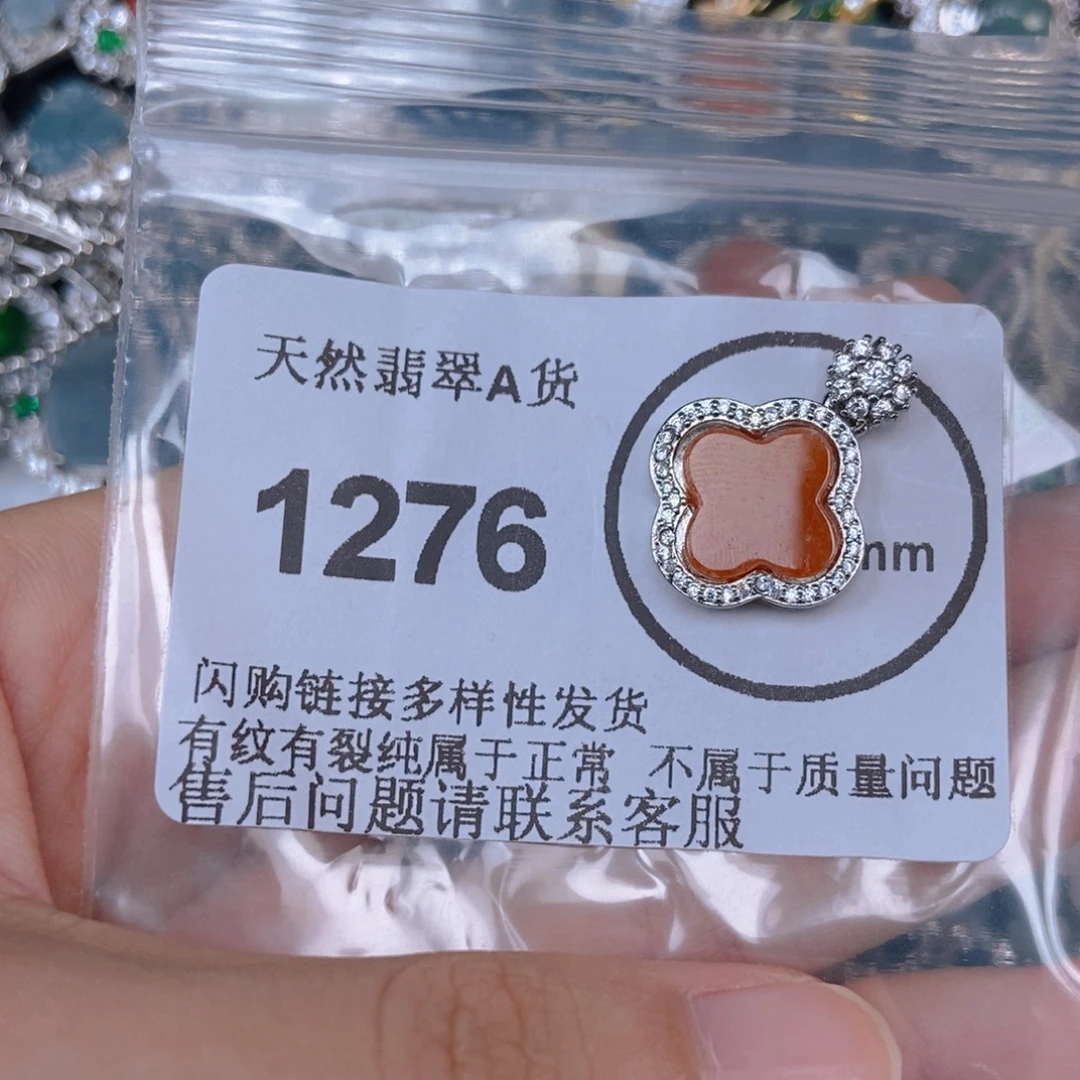 天然翡翠A货
1276
mm
闪购链接多样性发货
有纹有裂纯属于正常 不属于质量问题
售后问题请联系客服